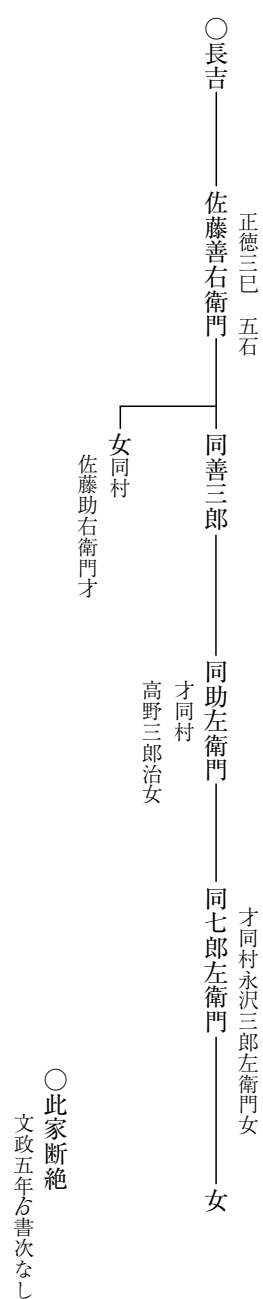 〇長吉
佐藤善右衛門
正徳三巳 五石
同善三郎
女同村
佐藤助右衛門才
同助左衛門
才同村
高野三郎治女
同七郎左衛門
才同村永沢三郎左衛門女
女
〇此家断絶
文政五年ゟ書次なし